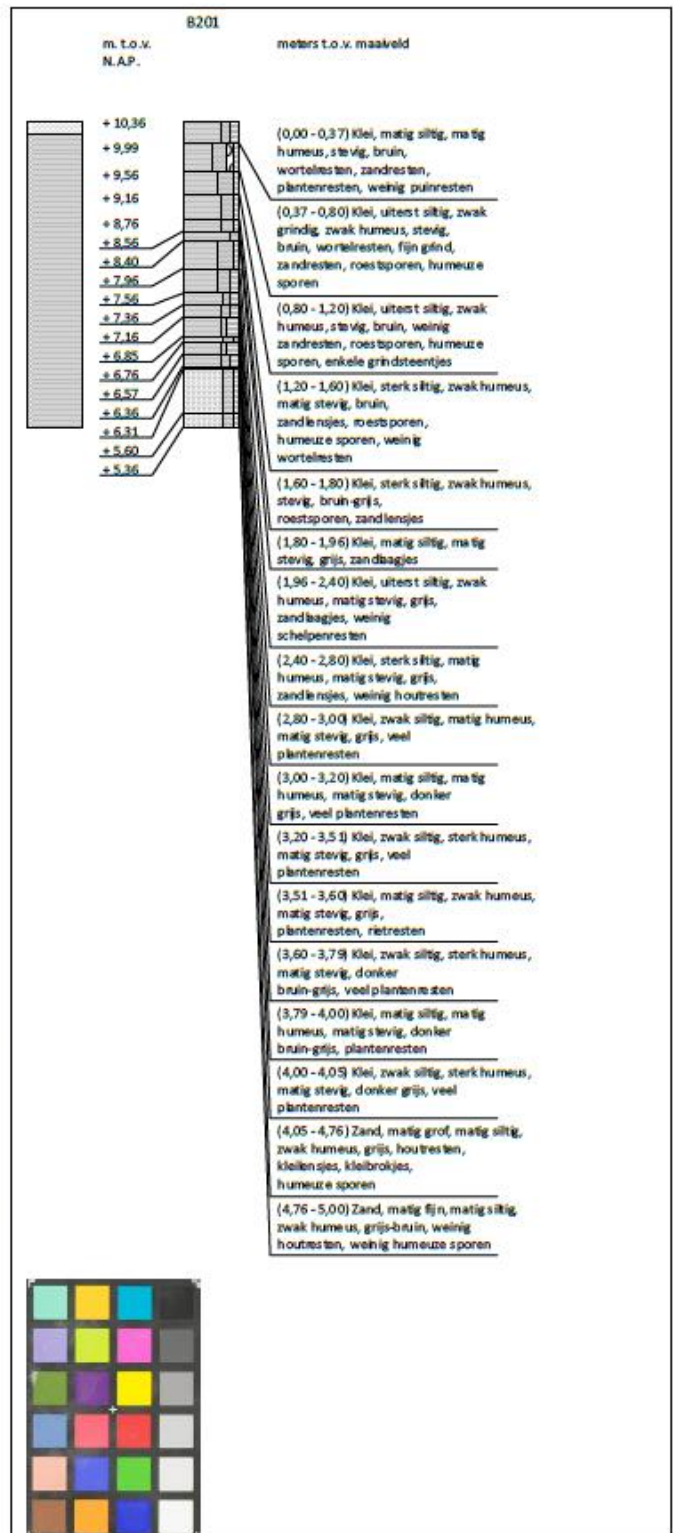 B201
m. t.o.v.
N.A.P.
meters t.o.v. maaiveld
+ 10,36
+ 9,99
+ 9,56
+ 9,16
+ 8,76
+ 8,56
+ 8,40
+ 7,96
+ 7,56
+ 7,36
+ 7,16
+ 6,85
+ 6,76
+ 6,57
+ 6,36
+ 6,31
+ 5,60
+ 5,36
(0,00 - 0,37) Klei, matig siltig, matig
humeus, stevig, bruin,
wortelresten, zandresten,
plantenresten, weinig puinresten
(0,37 - 0,80) Klei, uiterst siltig, zwak
grindig, zwak humeus, stevig,
bruin, wortelresten, fijn grind,
zandresten, roestsporen, humeuze
sporen
(0,80 - 1,20) Klei, uiterst siltig, zwak
humeus, stevig, bruin, weinig
zandresten, roestsporen, humeuze
sporen, enkele grindsteentjes
(1,20 - 1,60) Klei, sterk siltig, zwak humeus,
matig stevig, bruin,
zandlensjes, roestsporen,
humeuze sporen, weinig
wortelresten
(1,60 - 1,80) Klei, sterk siltig, zwak humeus,
stevig, bruin-grijs,
roestsporen, zandlensjes
(1,80 - 1,96) Klei, matig siltig, matig
stevig, grijs, zandlaagjes
(1,96 - 2,40) Klei, uiterst siltig, zwak
humeus, matig stevig, grijs,
zandlaagjes, weinig
schelpenresten
(2,40 - 2,80) Klei, sterk siltig, matig
humeus, matig stevig, grijs,
zandlensjes, weinig houtresten
(2,80 - 3,00) Klei, zwak siltig, matig humeus,
matig stevig, grijs, veel
plantenresten
(3,00 - 3,20) Klei, matig siltig, matig
humeus, matig stevig, donker
grijs, veel plantenresten
(3,20 - 3,51) Klei, zwak siltig, sterk humeus,
matig stevig, grijs, veel
plantenresten
(3,51 - 3,60) Klei, matig siltig, zwak humeus,
matig stevig, grijs,
plantenresten, rietresten
(3,60 - 3,79) Klei, zwak siltig, sterk humeus,
matig stevig, donker
bruin-grijs, veel plantenresten
(3,79 - 4,00) Klei, matig siltig, matig
humeus, matig stevig, donker
bruin-grijs, plantenresten
(4,00 - 4,05) Klei, zwak siltig, sterk humeus,
matig stevig, donker grijs, veel
plantenresten
(4,05 - 4,76) Zand, matig grof, matig siltig,
zwak humeus, grijs, houtresten,
kleilensjes, kleibrokjes,
humeuze sporen
(4,76 - 5,00) Zand, matig fijn, matig siltig,
zwak humeus, grijs-bruin, weinig
houtresten, weinig humeuze sporen